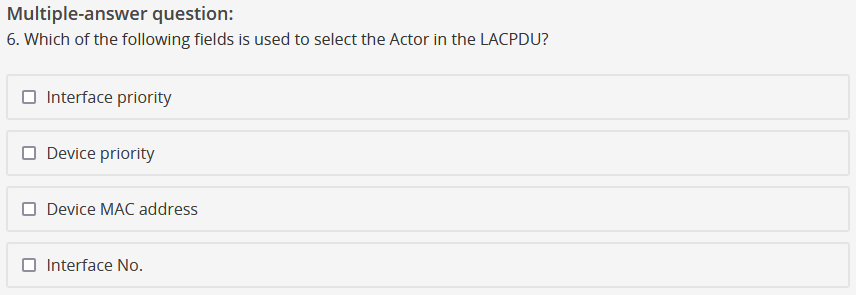 Multiple-answer question:
6. Which of the following fields is used to select the Actor in the LACPDU?
Interface priority
Device priority
Device MAC address
Interface No.